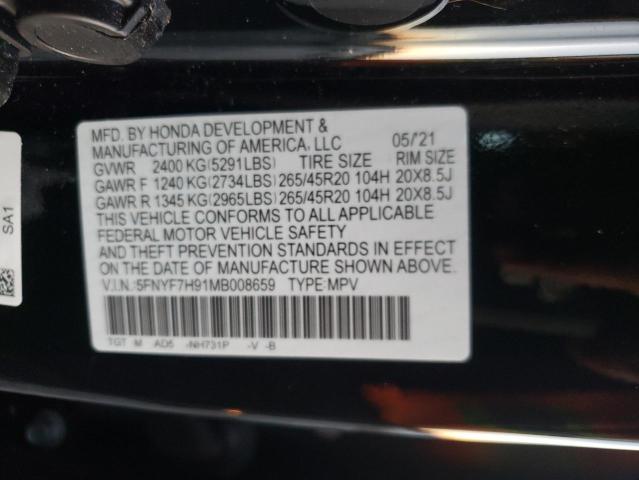 MFD. BY HONDA DEVELOPMENT &
MANUFACTURING OF AMERICA, LLC 05/'21
GVWR 2400 KG(5291LBS) TIRE SIZE RIM SIZE
GAWR F 1240 KG(2734LBS) 265/45R20 104H 20X8.5J
GAWR R 1345 KG(2965LBS) 265/45R20 104H 20X8.5J
THIS VEHICLE CONFORMS TO ALL APPLICABLE
FEDERAL MOTOR VEHICLE SAFETY
AND THEFT PREVENTION STANDARDS IN EFFECT
ON THE DATE OF MANUFACTURE SHOWN ABOVE.
V.I.N.:5FNYF7H91MB008659 TYPE:MPV
TGT M AD5 -NH731P -V -B
SA1